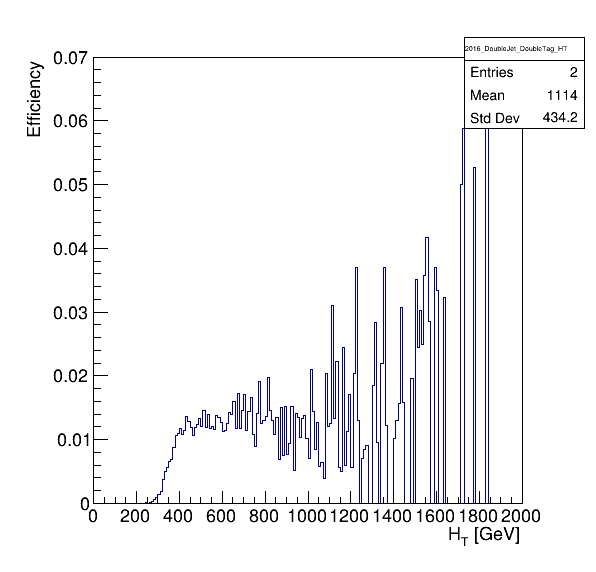 2016_DoubleJet_DoubleTag_HT
Entries 2
Mean 1114
Std Dev 434.2
Efficiency
0.07
0.06
0.05
0.04
0.03
0.02
0.01
0
0 200 400 600 800 1000 1200 1400 1600 1800 2000
H_T [GeV]